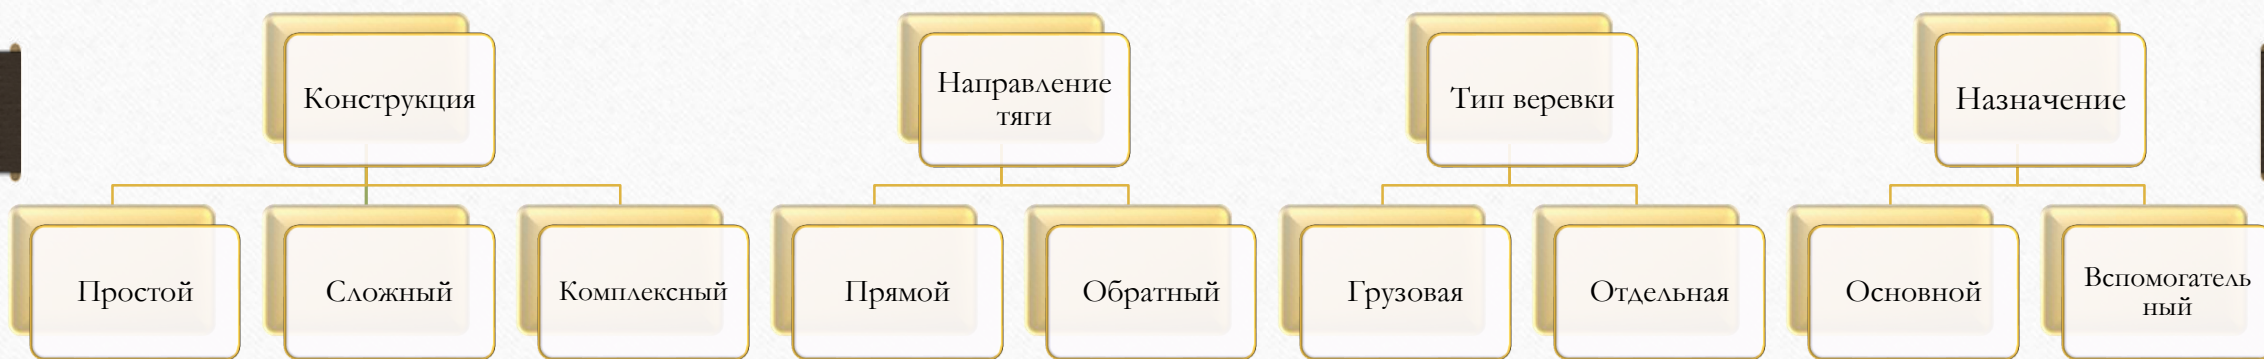 Конструкция
Направление
тяги
Тип веревки
Назначение
Простой
Сложный
Комплексный
Прямой
Обратный
Грузовая
Отдельная
Основной
Вспомогатель
ный